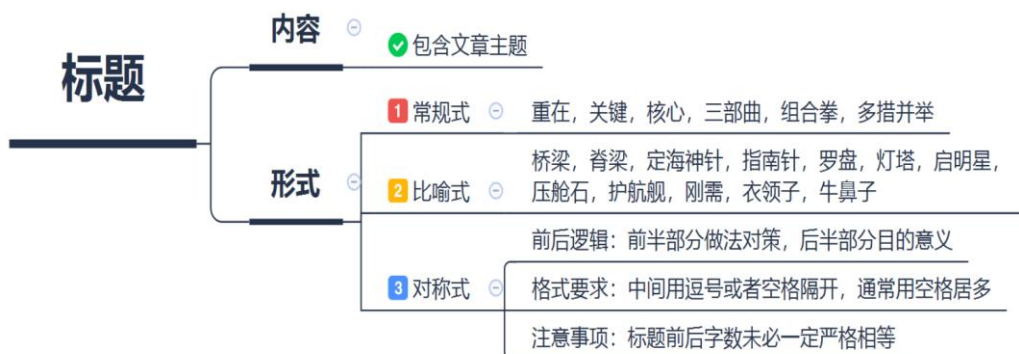 标题
内容
包含文章主题
形式
1 常规式
重在，关键，核心，三部曲，组合拳，多措并举
2 比喻式
桥梁，脊梁，定海神针，指南针，罗盘，灯塔，启明星，
压舱石，护航舰，刚需，衣领子，牛鼻子
3 对称式
前后逻辑：前半部分做法对策，后半部分目的意义
格式要求：中间用逗号或者空格隔开，通常用空格居多
注意事项：标题前后字数未必一定严格相等